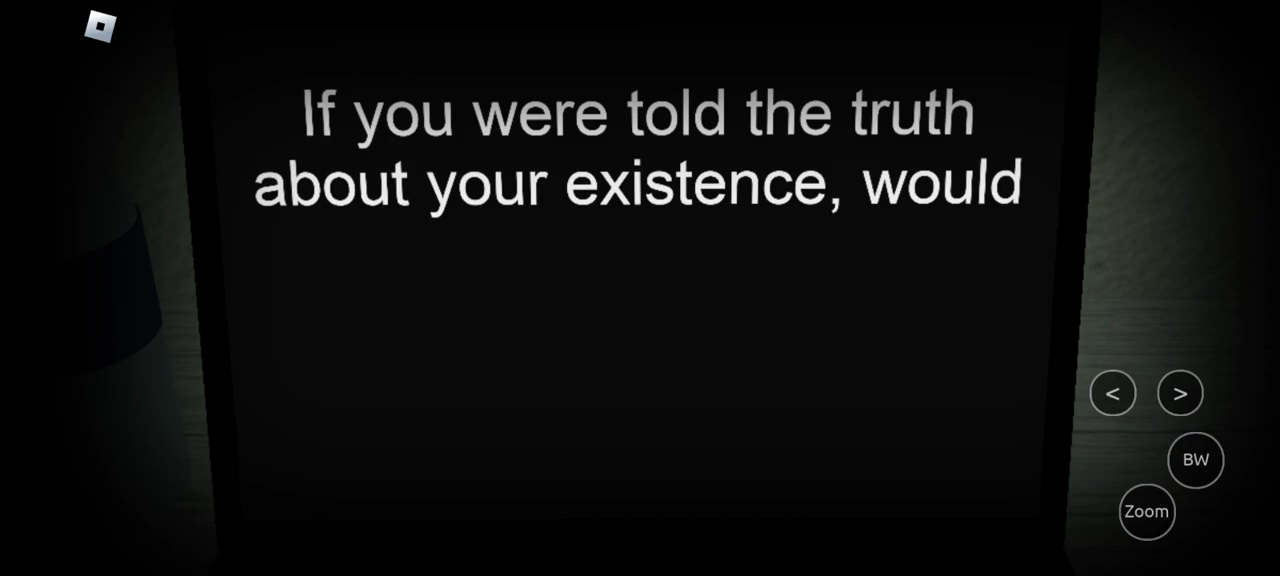 If you were told the truth
about your existence, would
<
>
BW
Zoom